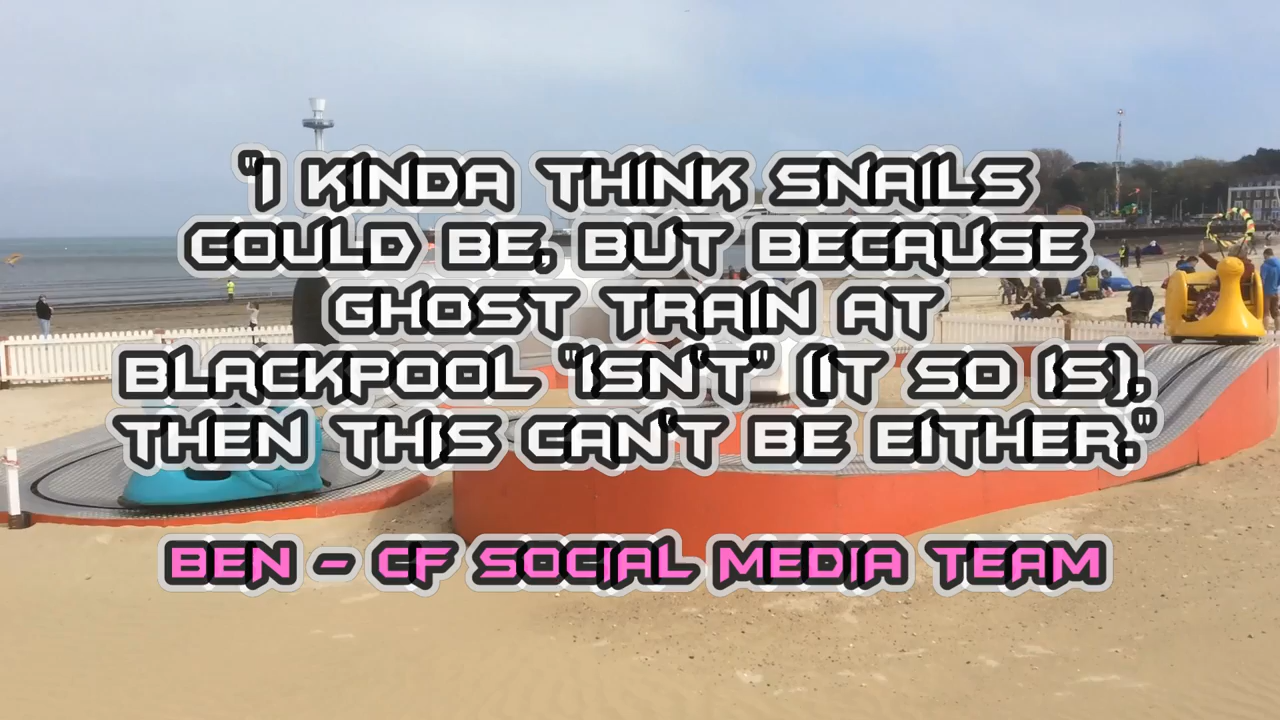 "I KINDA THINK SNAILS
COULD BE, BUT BECAUSE
GHOST TRAIN AT
BLACKPOOL "ISN'T" (IT SO IS),
THEN THIS CAN'T BE EITHER."
BEN - CF SOCIAL MEDIA TEAM